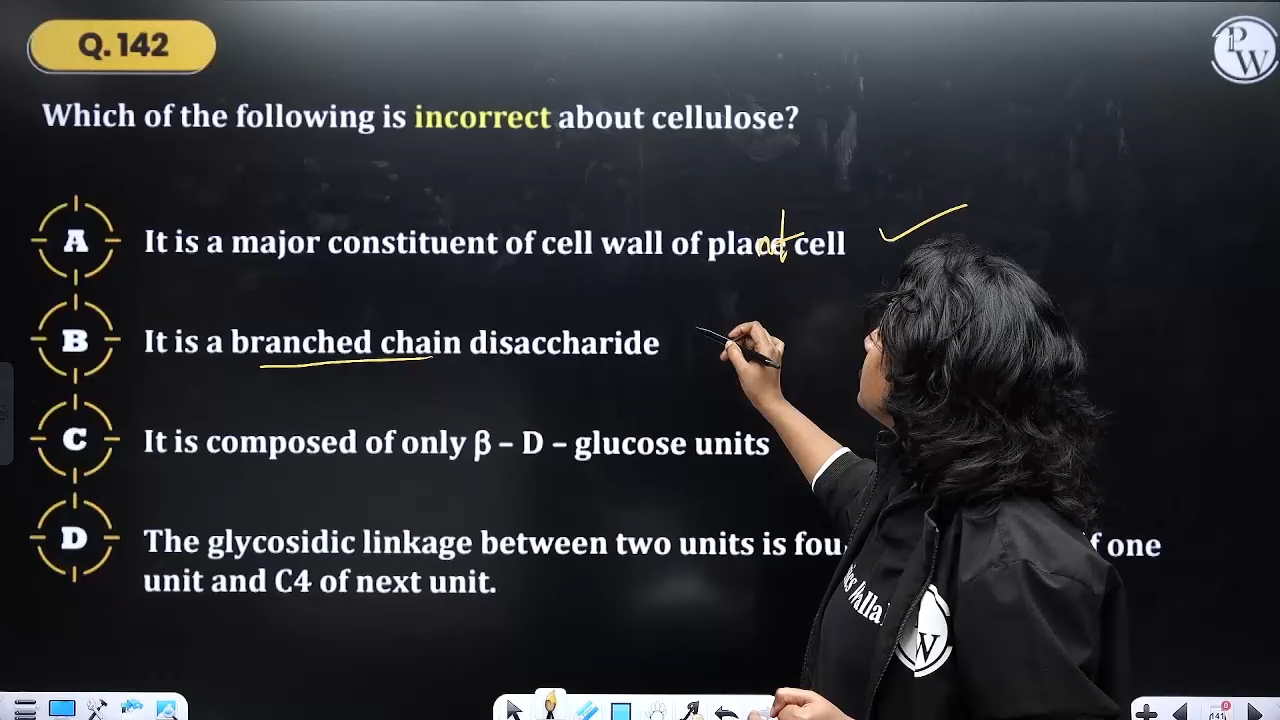 Q. 142
PW
Which of the following is incorrect about cellulose?
A It is a major constituent of cell wall of place cell
nt
B It is a branched chain disaccharide
C It is composed of only β – D – glucose units
D The glycosidic linkage between two units is one
unit and C4 of next unit.
W